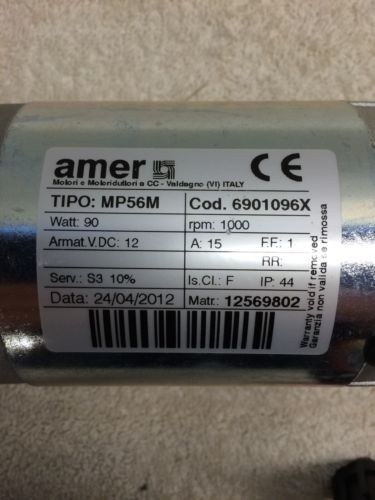 amer CE
Motori e Motoriduttori a CC - Valdagno (VI) ITALY
TIPO: MP56M Cod. 6901096X
Watt: 90 rpm: 1000
Armat.V.DC: 12 A: 15 F.F.: 1
RR:
Serv.: S3 10% Is.Cl.: F IP: 44
Data: 24/04/2012 Matr.: 12569802
Warranty void if removed
Garanzia non valida se rimossa